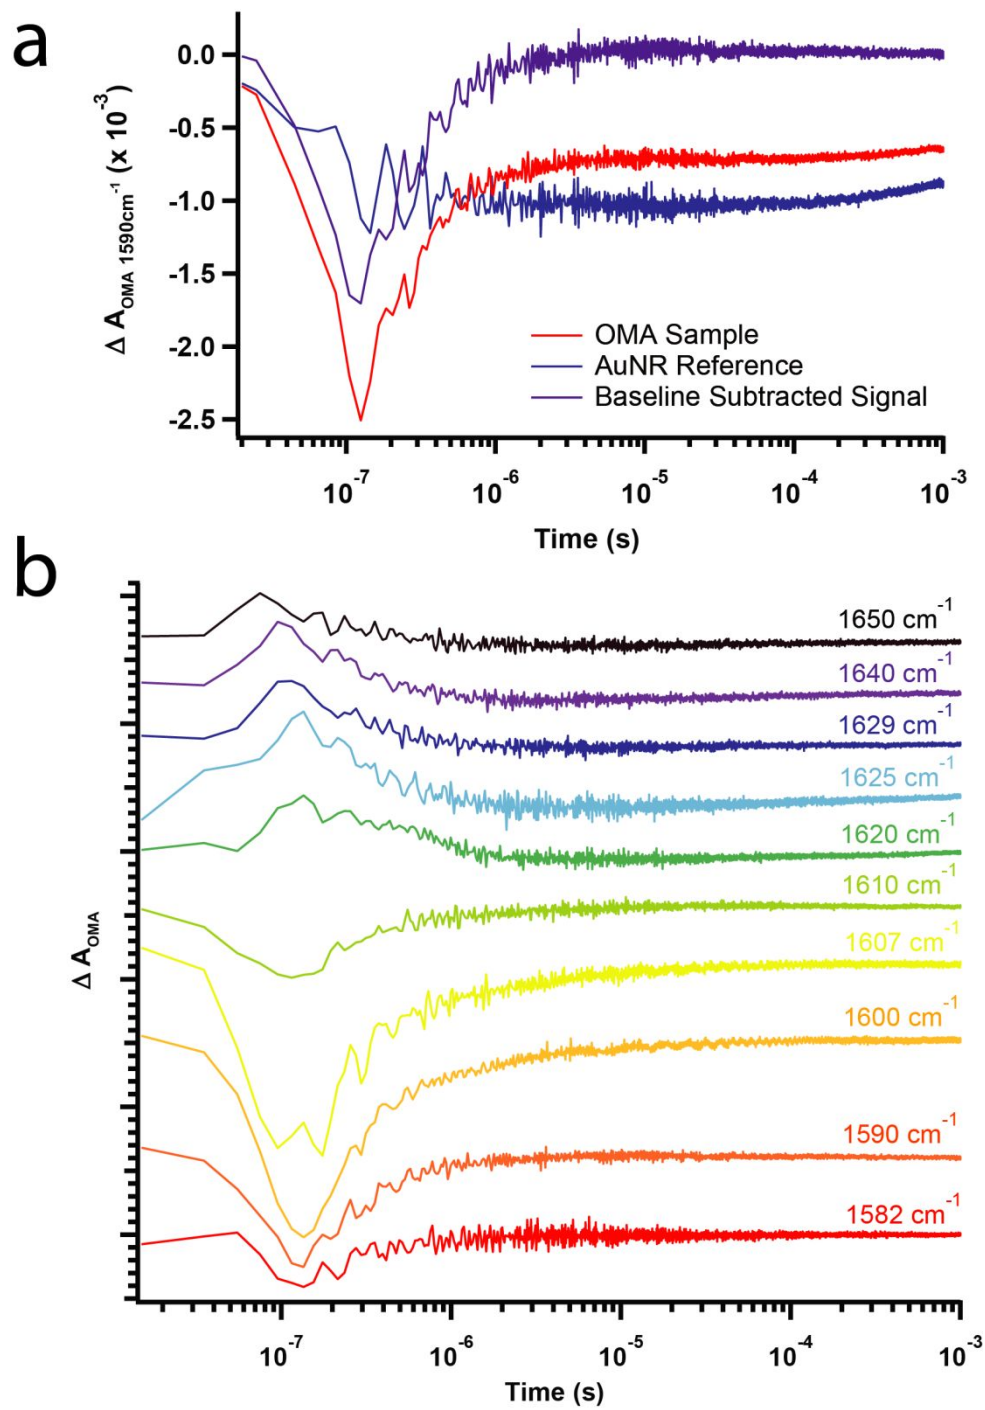 a
Δ A OMA 1590cm⁻¹ (x 10⁻³)
0.0
-0.5
-1.0
-1.5
-2.0
-2.5
OMA Sample
AuNR Reference
Baseline Subtracted Signal
10⁻⁷ 10⁻⁶ 10⁻⁵ 10⁻⁴ 10⁻³
Time (s)
b
Δ A OMA
1650 cm⁻¹
1640 cm⁻¹
1629 cm⁻¹
1625 cm⁻¹
1620 cm⁻¹
1610 cm⁻¹
1607 cm⁻¹
1600 cm⁻¹
1590 cm⁻¹
1582 cm⁻¹
10⁻⁷ 10⁻⁶ 10⁻⁵ 10⁻⁴ 10⁻³
Time (s)